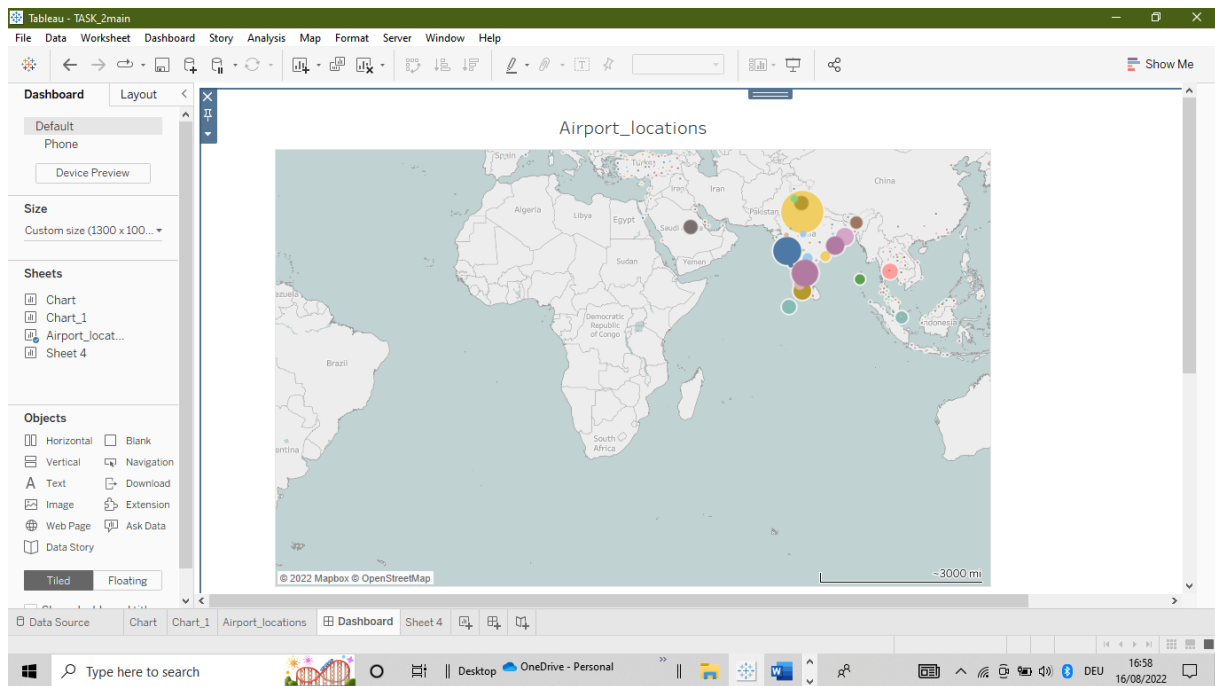 Tableau - TASK_2main
File Data Worksheet Dashboard Story Analysis Map Format Server Window Help
Show Me
Dashboard Layout
Default
Phone
Device Preview
Size
Custom size (1300 x 100...
Sheets
Chart
Chart_1
Airport_locat...
Sheet 4
Objects
Horizontal Blank
Vertical Navigation
A Text Download
Image Extension
Web Page Ask Data
Data Story
Tiled Floating
Airport_locations
Spain
Turkey
China
Iraq Iran
Algeria Libya Egypt Pakistan
Saudi
Sudan Yemen
Democratic
Republic
of Congo
Indonesia
Brazil
South
Africa
entina
© 2022 Mapbox © OpenStreetMap
~3000 mi
Data Source Chart Chart_1 Airport_locations Dashboard Sheet 4
Type here to search
Desktop OneDrive - Personal
DEU
16:58
16/08/2022